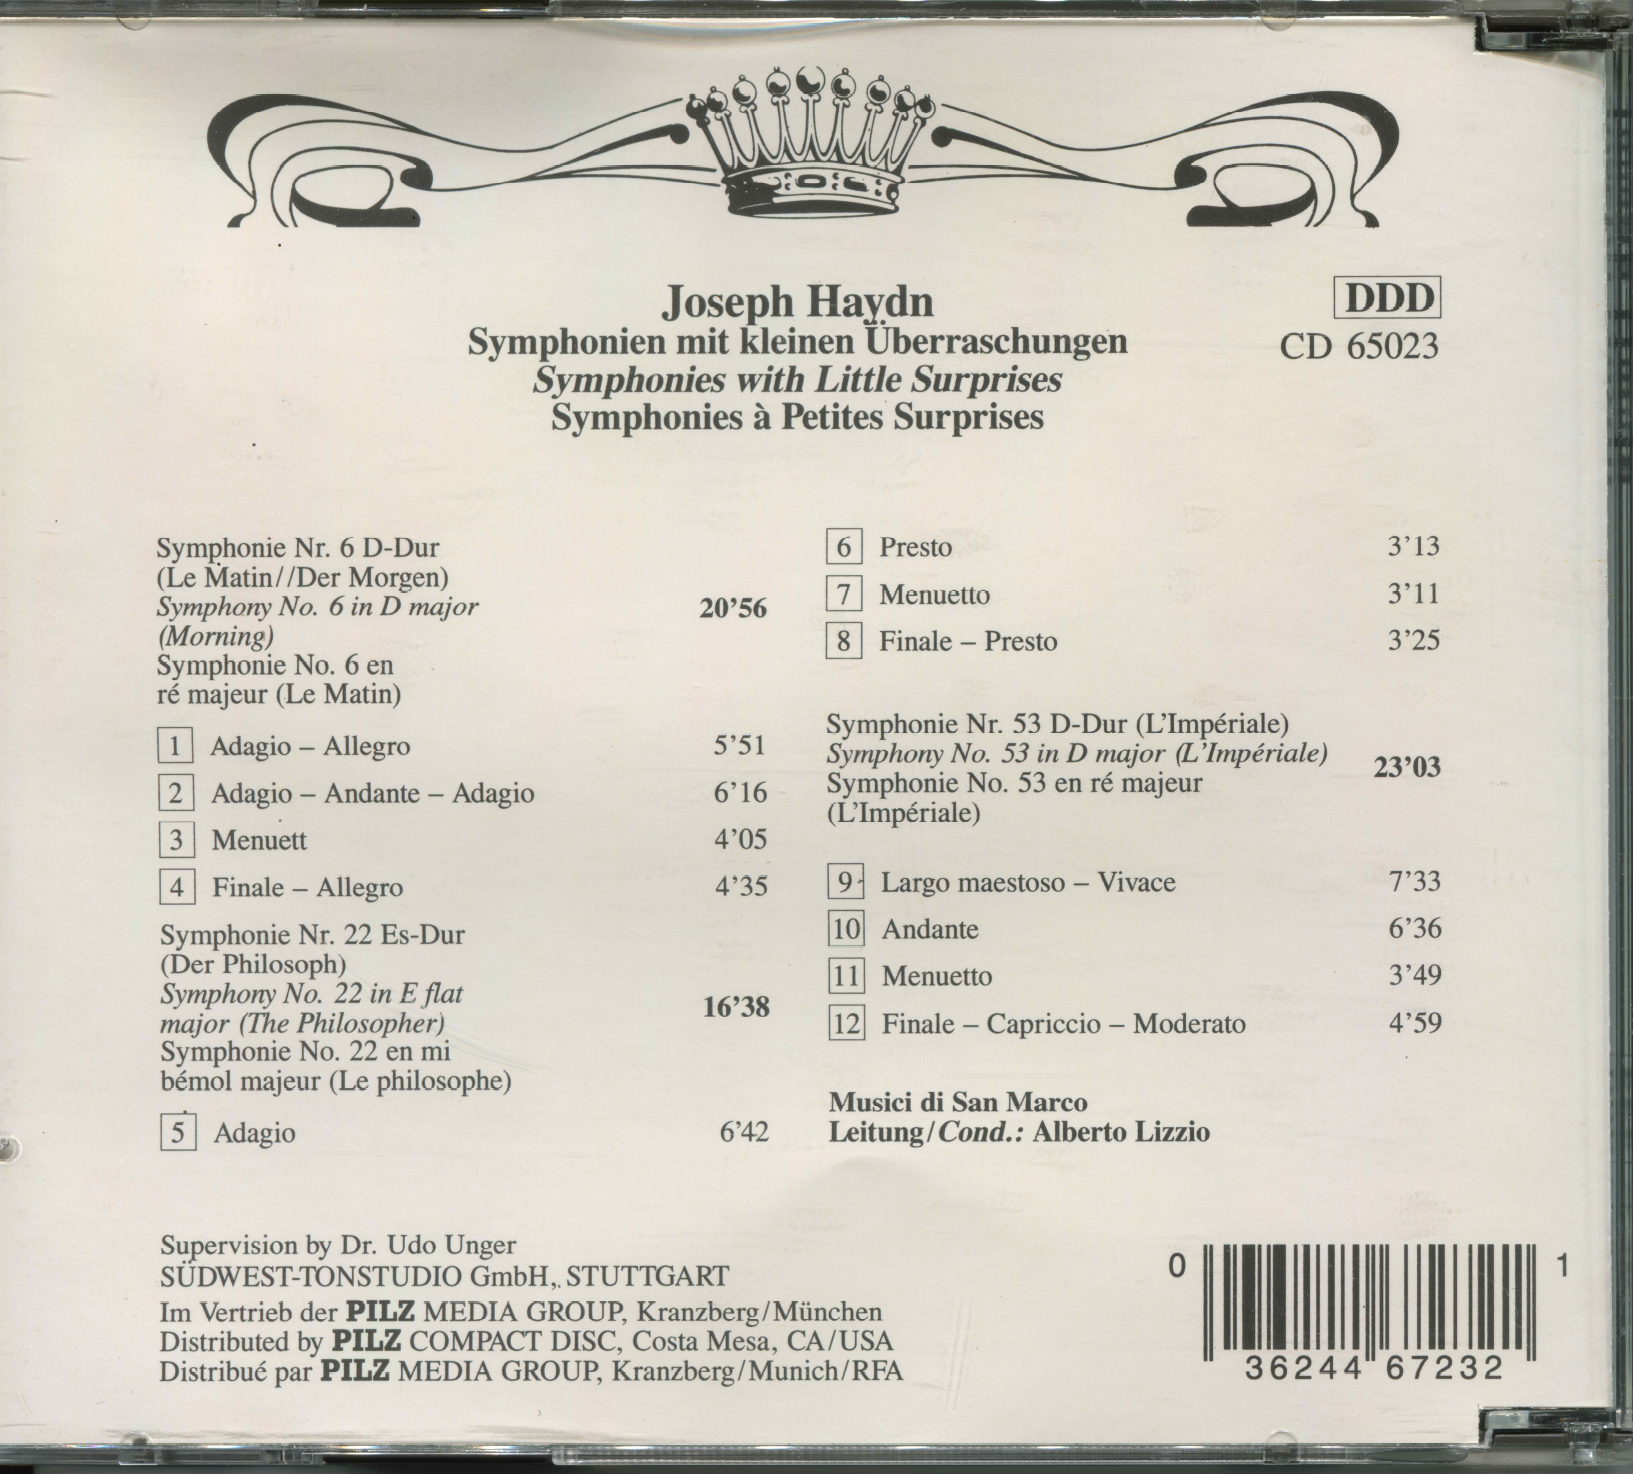 Joseph Haydn
Symphonien mit kleinen Überraschungen
Symphonies with Little Surprises
Symphonies à Petites Surprises
DDD
CD 65023
Symphonie Nr. 6 D-Dur
(Le Matin//Der Morgen)
Symphony No. 6 in D major 20’56
(Morning)
Symphonie No. 6 en
ré majeur (Le Matin)
1 Adagio – Allegro 5’51
2 Adagio – Andante – Adagio 6’16
3 Menuett 4’05
4 Finale – Allegro 4’35
Symphonie Nr. 22 Es-Dur
(Der Philosoph)
Symphony No. 22 in E flat
major (The Philosopher) 16’38
Symphonie No. 22 en mi
bémol majeur (Le philosophe)
5 Adagio 6’42
6 Presto 3’13
7 Menuetto 3’11
8 Finale – Presto 3’25
Symphonie Nr. 53 D-Dur (L’Impériale)
Symphony No. 53 in D major (L’Impériale) 23’03
Symphonie No. 53 en ré majeur
(L’Impériale)
9 Largo maestoso – Vivace 7’33
10 Andante 6’36
11 Menuetto 3’49
12 Finale – Capriccio – Moderato 4’59
Musici di San Marco
Leitung/Cond.: Alberto Lizzio
Supervision by Dr. Udo Unger
SÜDWEST-TONSTUDIO GmbH, STUTTGART
Im Vertrieb der PILZ MEDIA GROUP, Kranzberg/München
Distributed by PILZ COMPACT DISC, Costa Mesa, CA/USA
Distribué par PILZ MEDIA GROUP, Kranzberg/Munich/RFA
0 36244 67232 1